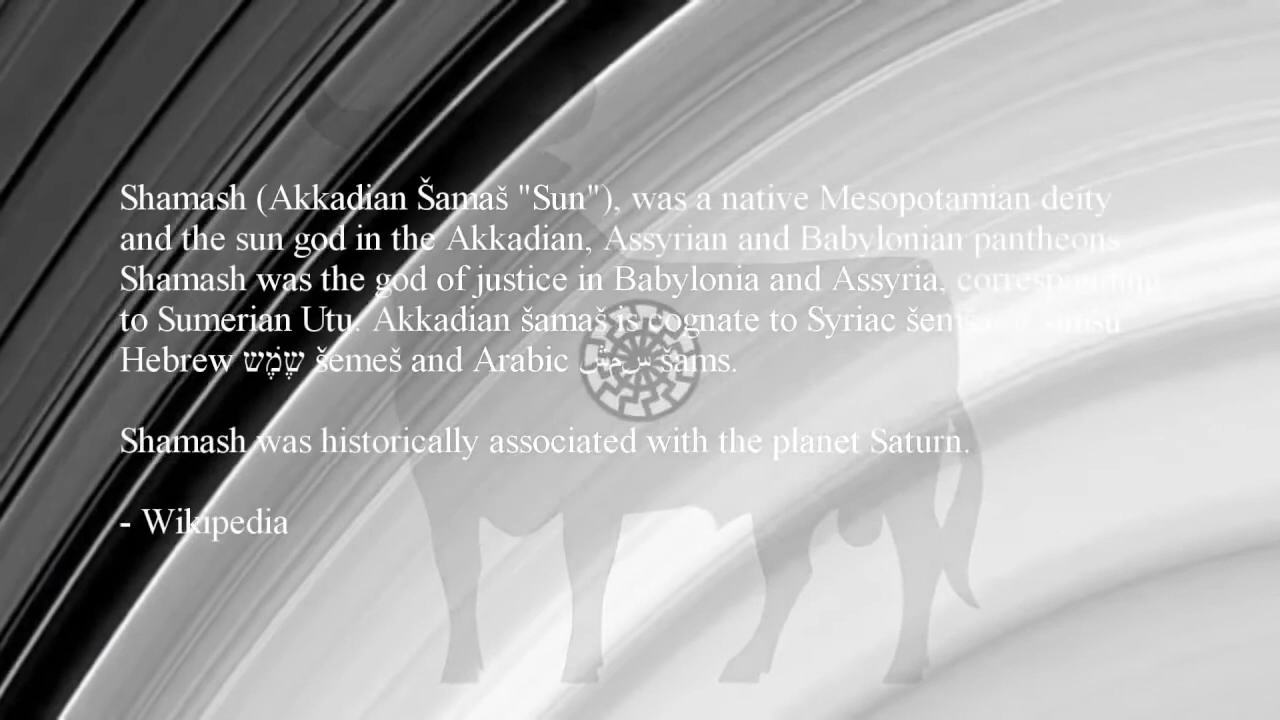 Shamash (Akkadian Šamaš "Sun"), was a native Mesopotamian deity
and the sun god in the Akkadian, Assyrian and Babylonian pantheons
Shamash was the god of justice in Babylonia and Assyria, corresponding
to Sumerian Utu. Akkadian šamaš is cognate to Syriac
Hebrew שֶׁמֶשׁ šemeš and Arabic شمس šams.
Shamash was historically associated with the planet Saturn.
- Wikipedia